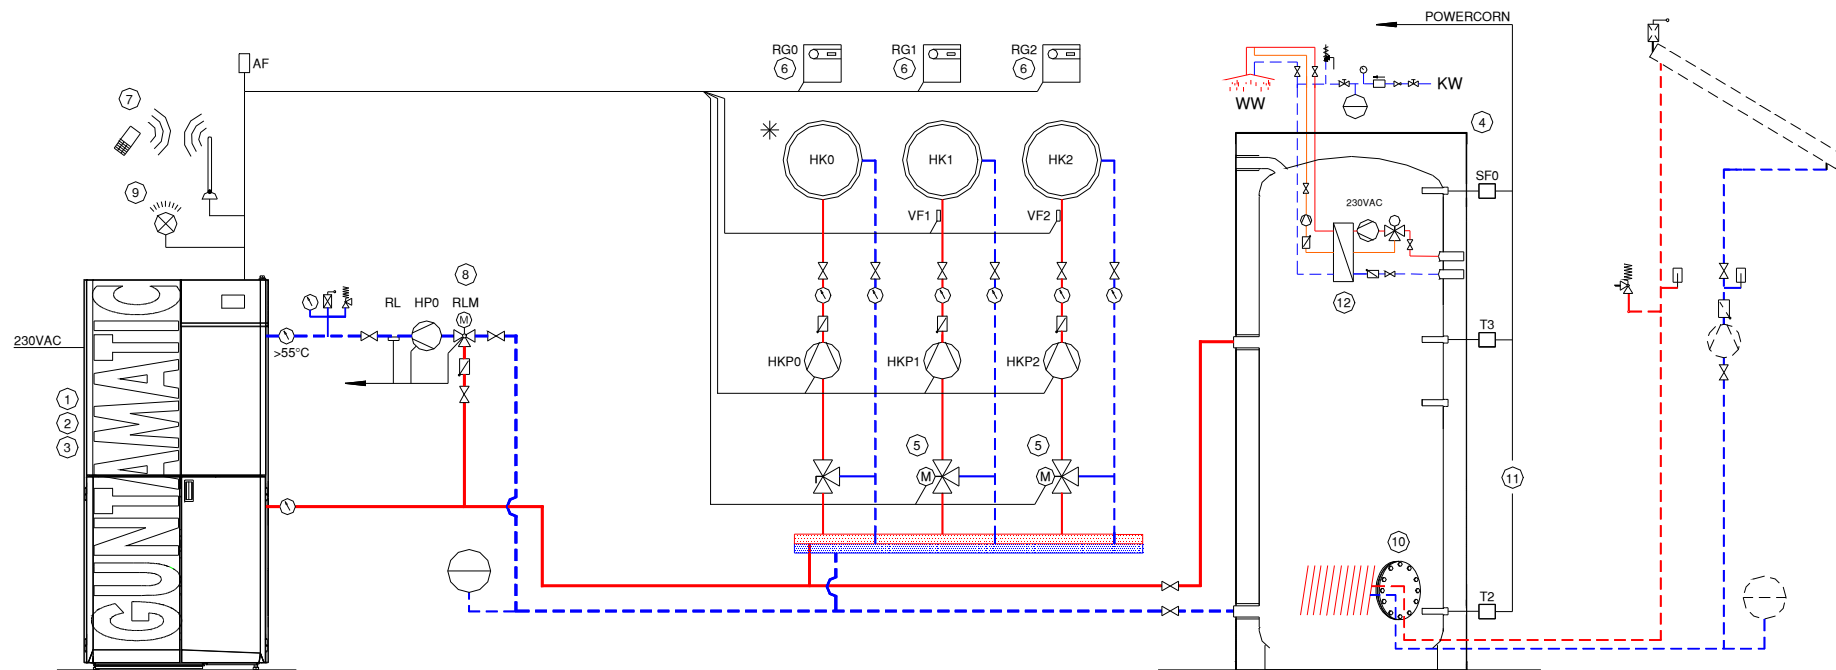 POWERCORN
AF
RG0
RG1
RG2
6
6
6
7
WW
KW
4
HK0
HK1
HK2
SF0
9
VF1
VF2
230VAC
8
RL
HP0
RLM
M
12
230VAC
>55°C
T3
HKP0
HKP1
HKP2
1
2
3
GUNTAMATIC
5
5
M
M
11
10
T2